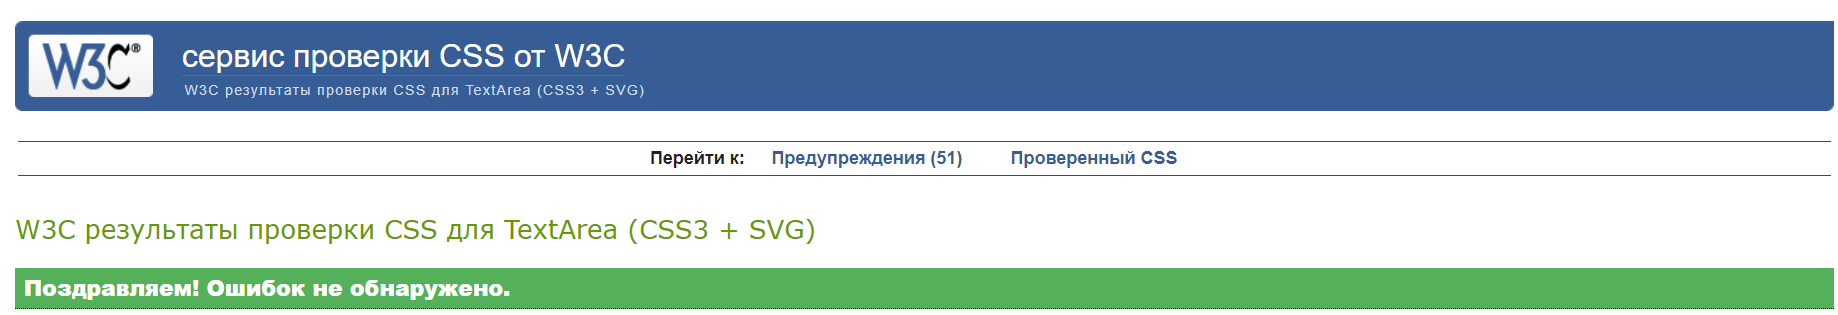 W3C®
сервис проверки CSS от W3C
W3C результаты проверки CSS для TextArea (CSS3 + SVG)
Перейти к: Предупреждения (51) Проверенный CSS
W3C результаты проверки CSS для TextArea (CSS3 + SVG)
Поздравляем! Ошибок не обнаружено.